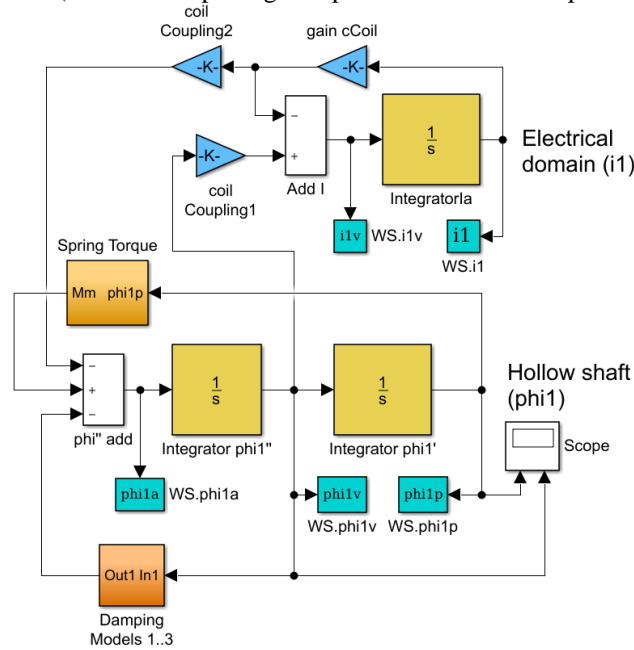 coil
Coupling2
gain cCoil
-K-
-K-
-K-
coil
Coupling1
−
+
Add I
1
s
IntegratorIa
Electrical
domain (i1)
i1v
WS.i1v
i1
WS.i1
Spring Torque
Mm phi1p
−
+
−
phi" add
1
s
Integrator phi1"
1
s
Integrator phi1'
Hollow shaft
(phi1)
Scope
phi1a
WS.phi1a
phi1v
WS.phi1v
phi1p
WS.phi1p
Out1 In1
Damping
Models 1..3